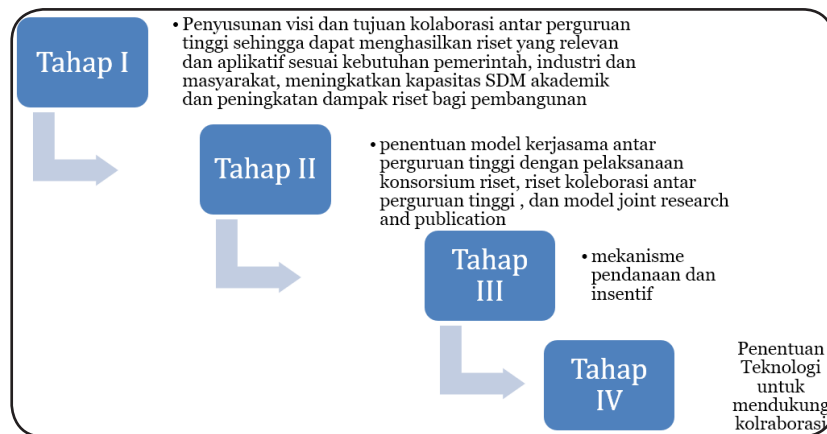 Tahap I
• Penyusunan visi dan tujuan kolaborasi antar perguruan
tinggi sehingga dapat menghasilkan riset yang relevan
dan aplikatif sesuai kebutuhan pemerintah, industri dan
masyarakat, meningkatkan kapasitas SDM akademik
dan peningkatan dampak riset bagi pembangunan
Tahap II
• penentuan model kerjasama antar
perguruan tinggi dengan pelaksanaan
konsorsium riset, riset koleborasi antar
perguruan tinggi , dan model joint research
and publication
Tahap
III
• mekanisme
pendanaan dan
insentif
Tahap
IV
Penentuan
Teknologi
untuk
mendukung
kolraborasi